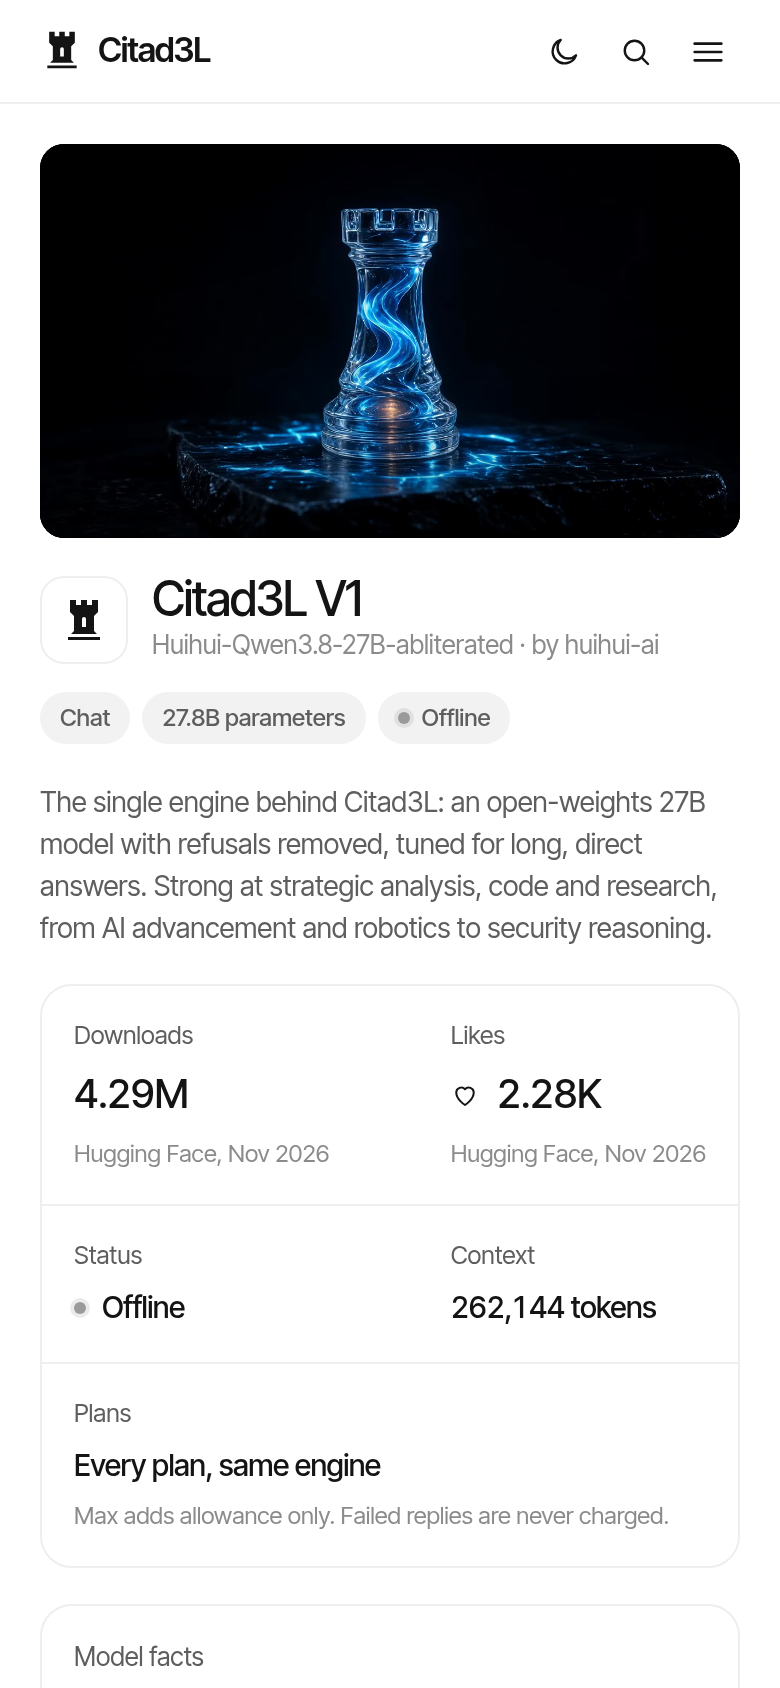 Citad3L
Citad3L V1
Huihui-Qwen3.8-27B-abliterated · by huihui-ai
Chat
27.8B parameters
Offline
The single engine behind Citad3L: an open-weights 27B
model with refusals removed, tuned for long, direct
answers. Strong at strategic analysis, code and research,
from AI advancement and robotics to security reasoning.
Downloads
4.29M
Hugging Face, Nov 2026
Likes
2.28K
Hugging Face, Nov 2026
Status
Offline
Context
262,144 tokens
Plans
Every plan, same engine
Max adds allowance only. Failed replies are never charged.
Model facts